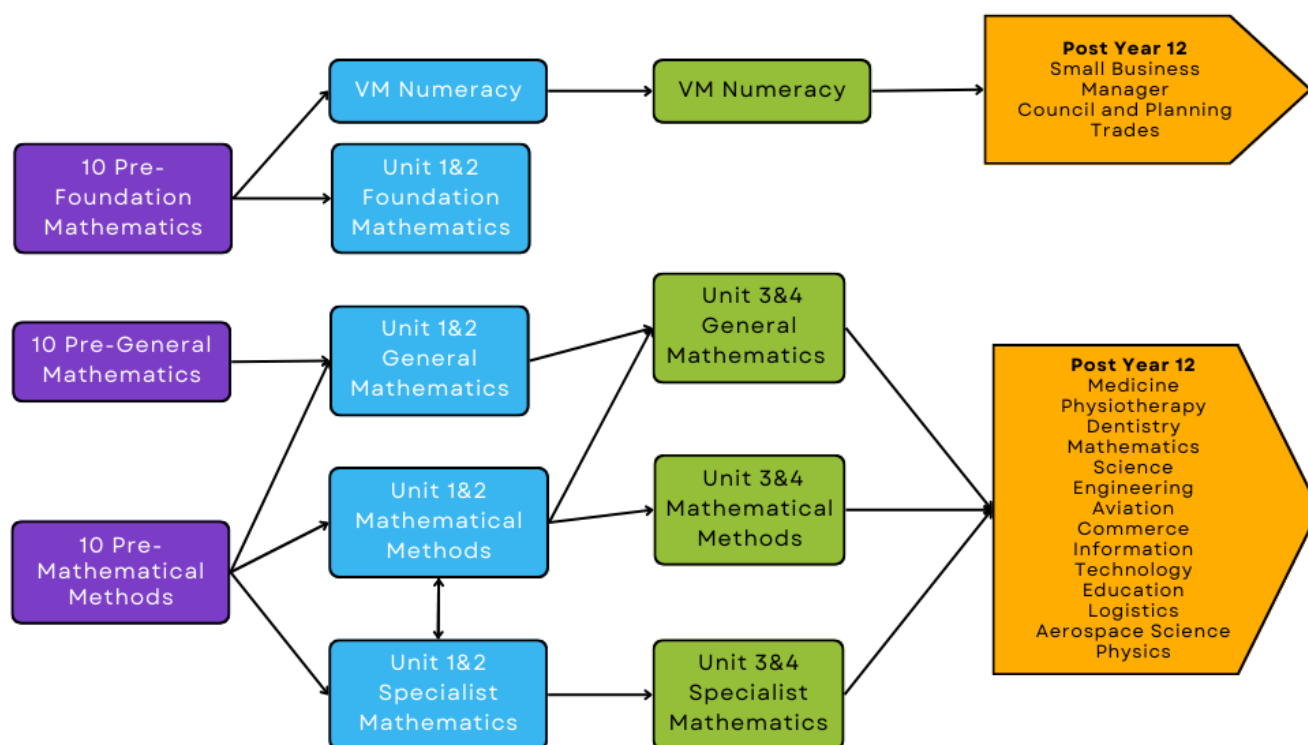 VM Numeracy
VM Numeracy
Post Year 12
Small Business
Manager
Council and Planning
Trades
10 Pre-
Foundation
Mathematics
Unit 1&2
Foundation
Mathematics
10 Pre-General
Mathematics
Unit 1&2
General
Mathematics
Unit 3&4
General
Mathematics
10 Pre-
Mathematical
Methods
Unit 1&2
Mathematical
Methods
Unit 3&4
Mathematical
Methods
Unit 1&2
Specialist
Mathematics
Unit 3&4
Specialist
Mathematics
Post Year 12
Medicine
Physiotherapy
Dentistry
Mathematics
Science
Engineering
Aviation
Commerce
Information
Technology
Education
Logistics
Aerospace Science
Physics